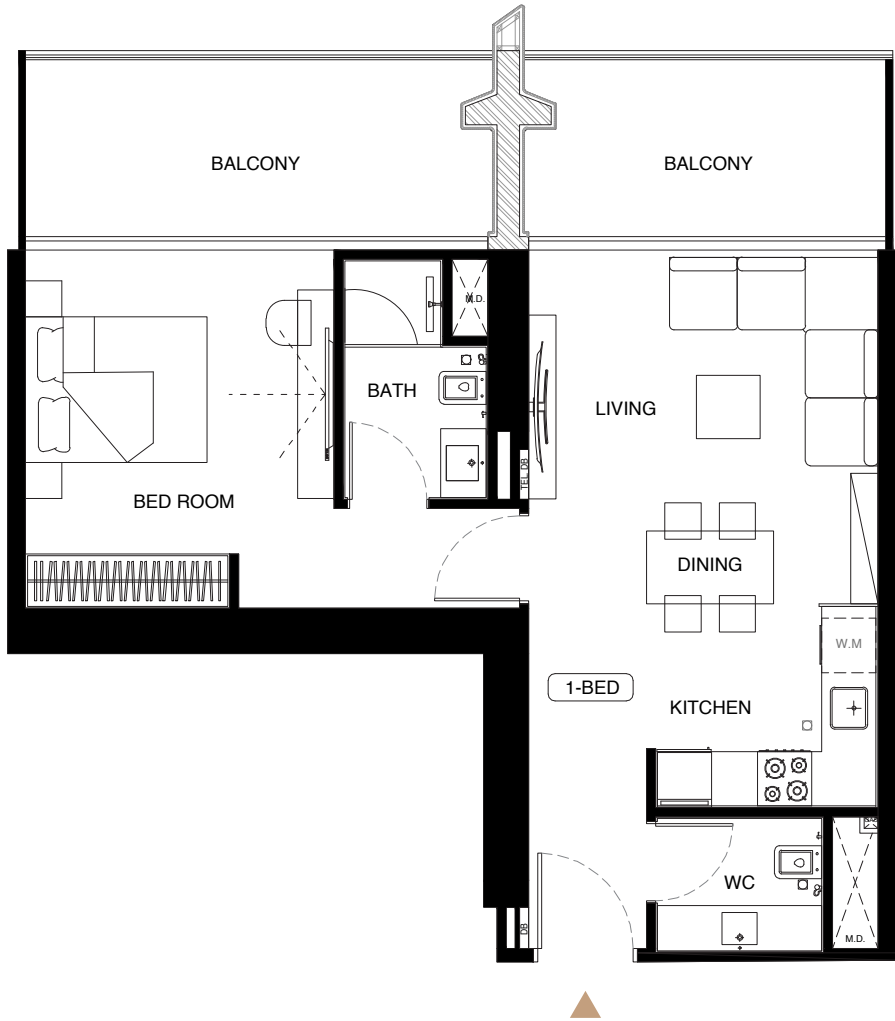 BALCONY
BALCONY
M.D.
BATH
LIVING
TEL DB
BED ROOM
DINING
W.M
1-BED
KITCHEN
WC
DB
M.D.